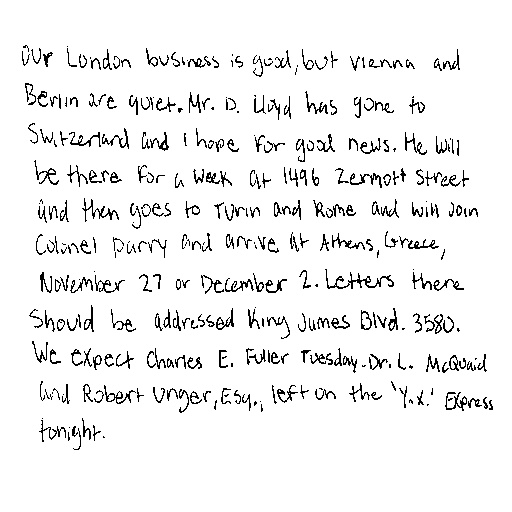 Our London business is good, but Vienna and
Berlin are quiet. Mr. D. Lloyd has gone to
Switzerland and I hope for good news. He will
be there for a week at 1496 Zermott Street
and then goes to Turin and Rome and will Join
Colonel Parry and arrive at Athens, Greece,
November 27 or December 2. Letters there
should be addressed King James Blvd. 3580.
We expect Charles E. Fuller Tuesday. Dr. L. McQuaid
and Robert Unger, Esq., left on the 'Y.X.' Express
tonight.